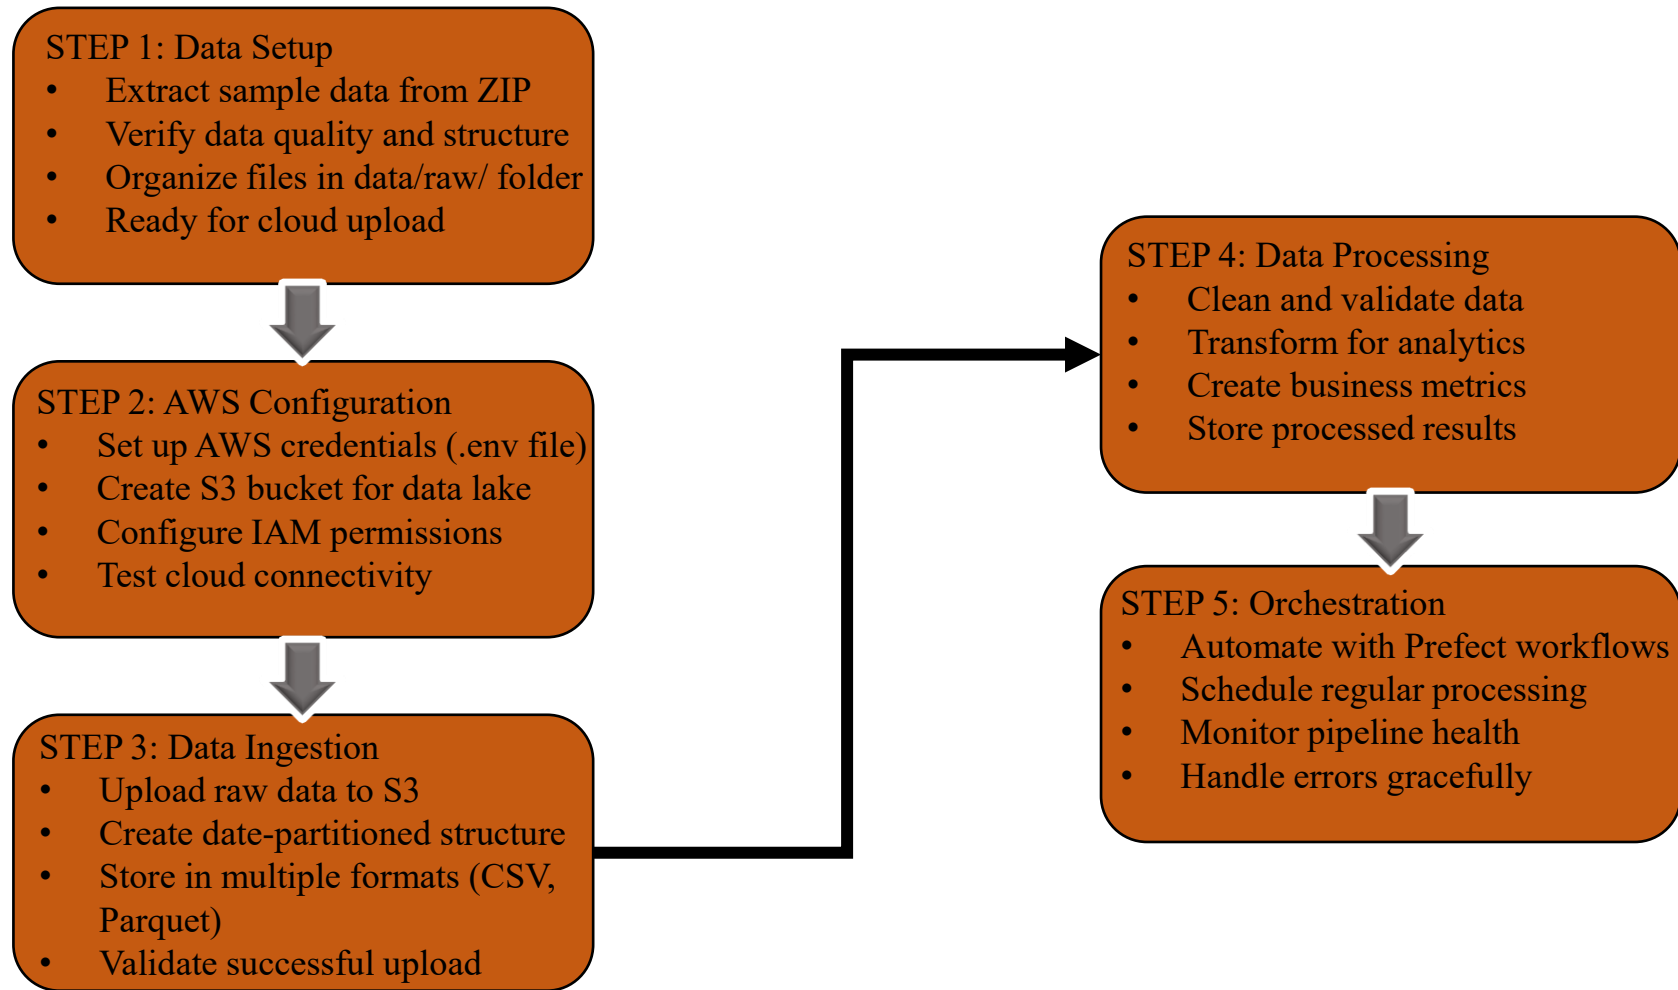 STEP 1: Data Setup
• Extract sample data from ZIP
• Verify data quality and structure
• Organize files in data/raw/ folder
• Ready for cloud upload
STEP 2: AWS Configuration
• Set up AWS credentials (.env file)
• Create S3 bucket for data lake
• Configure IAM permissions
• Test cloud connectivity
STEP 3: Data Ingestion
• Upload raw data to S3
• Create date-partitioned structure
• Store in multiple formats (CSV,
Parquet)
• Validate successful upload
STEP 4: Data Processing
• Clean and validate data
• Transform for analytics
• Create business metrics
• Store processed results
STEP 5: Orchestration
• Automate with Prefect workflows
• Schedule regular processing
• Monitor pipeline health
• Handle errors gracefully